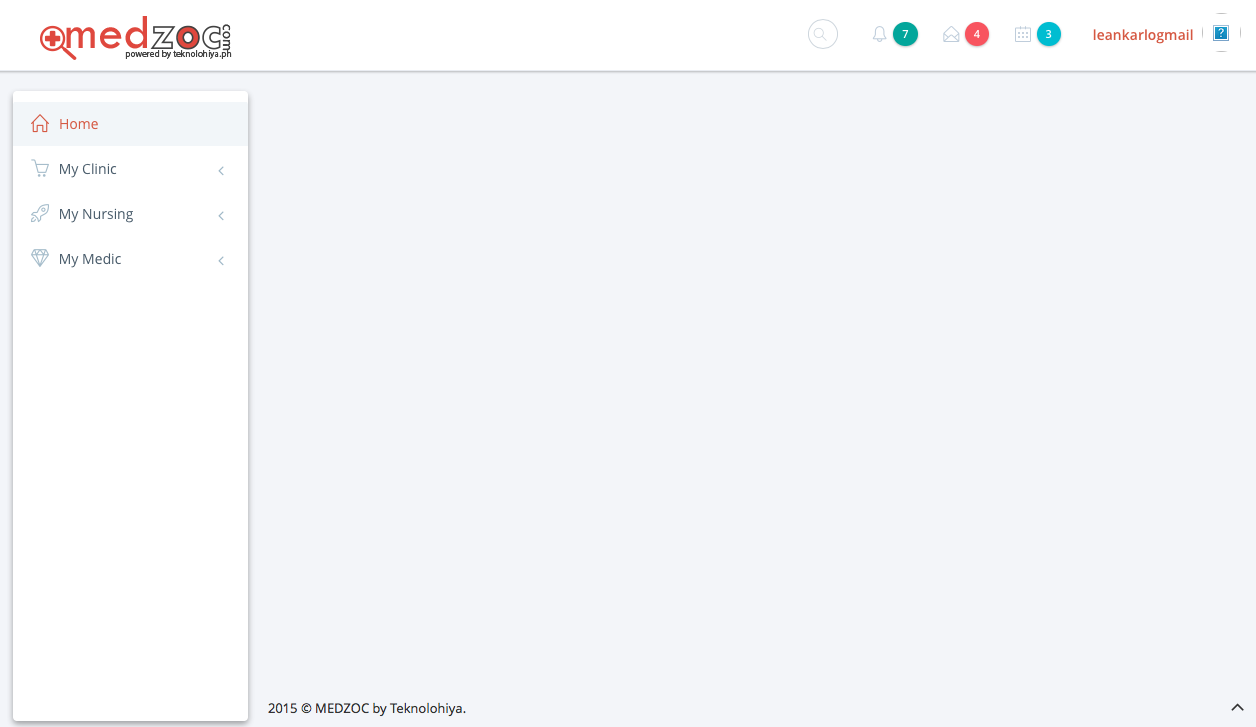 medzoc.com
powered by teknolohiya.ph
7
4
3
leankarlogmail
?
Home
My Clinic
My Nursing
My Medic
2015 © MEDZOC by Teknolohiya.